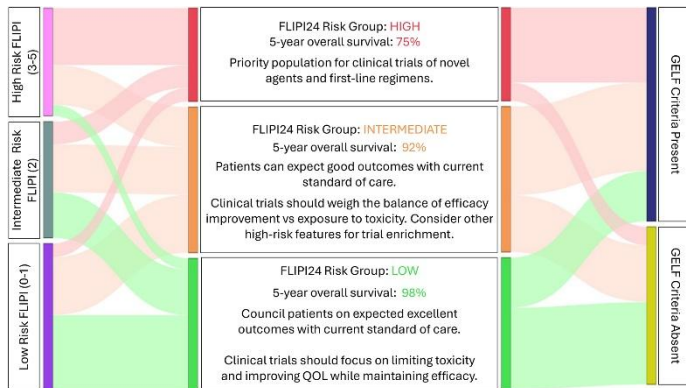 High Risk FLIPI
(3-5)
Intermediate Risk
FLIPI (2)
Low Risk FLIPI (0-1)
FLIPI24 Risk Group: HIGH
5-year overall survival: 75%
Priority population for clinical trials of novel
agents and first-line regimens.
FLIPI24 Risk Group: INTERMEDIATE
5-year overall survival: 92%
Patients can expect good outcomes with current
standard of care.
Clinical trials should weigh the balance of efficacy
improvement vs exposure to toxicity. Consider other
high-risk features for trial enrichment.
FLIPI24 Risk Group: LOW
5-year overall survival: 98%
Council patients on expected excellent
outcomes with current standard of care.
Clinical trials should focus on limiting toxicity
and improving QOL while maintaining efficacy.
GELF Criteria Present
GELF Criteria Absent